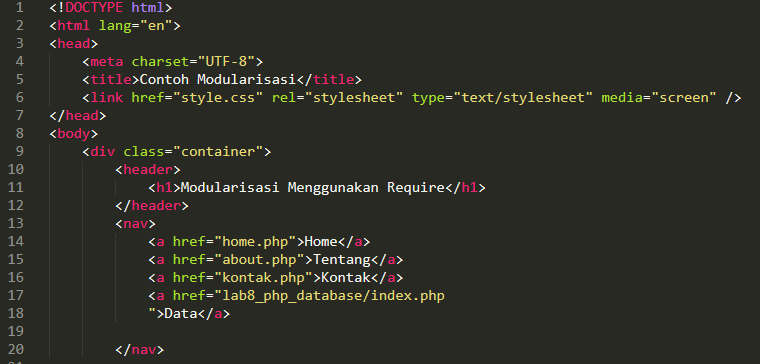 1 <!DOCTYPE html>
2 <html lang="en">
3 <head>
4     <meta charset="UTF-8">
5     <title>Contoh Modularisasi</title>
6     <link href="style.css" rel="stylesheet" type="text/stylesheet" media="screen" />
7 </head>
8 <body>
9     <div class="container">
10         <header>
11             <h1>Modularisasi Menggunakan Require</h1>
12         </header>
13         <nav>
14             <a href="home.php">Home</a>
15             <a href="about.php">Tentang</a>
16             <a href="kontak.php">Kontak</a>
17             <a href="lab8_php_database/index.php
18             ">Data</a>
19
20         </nav>